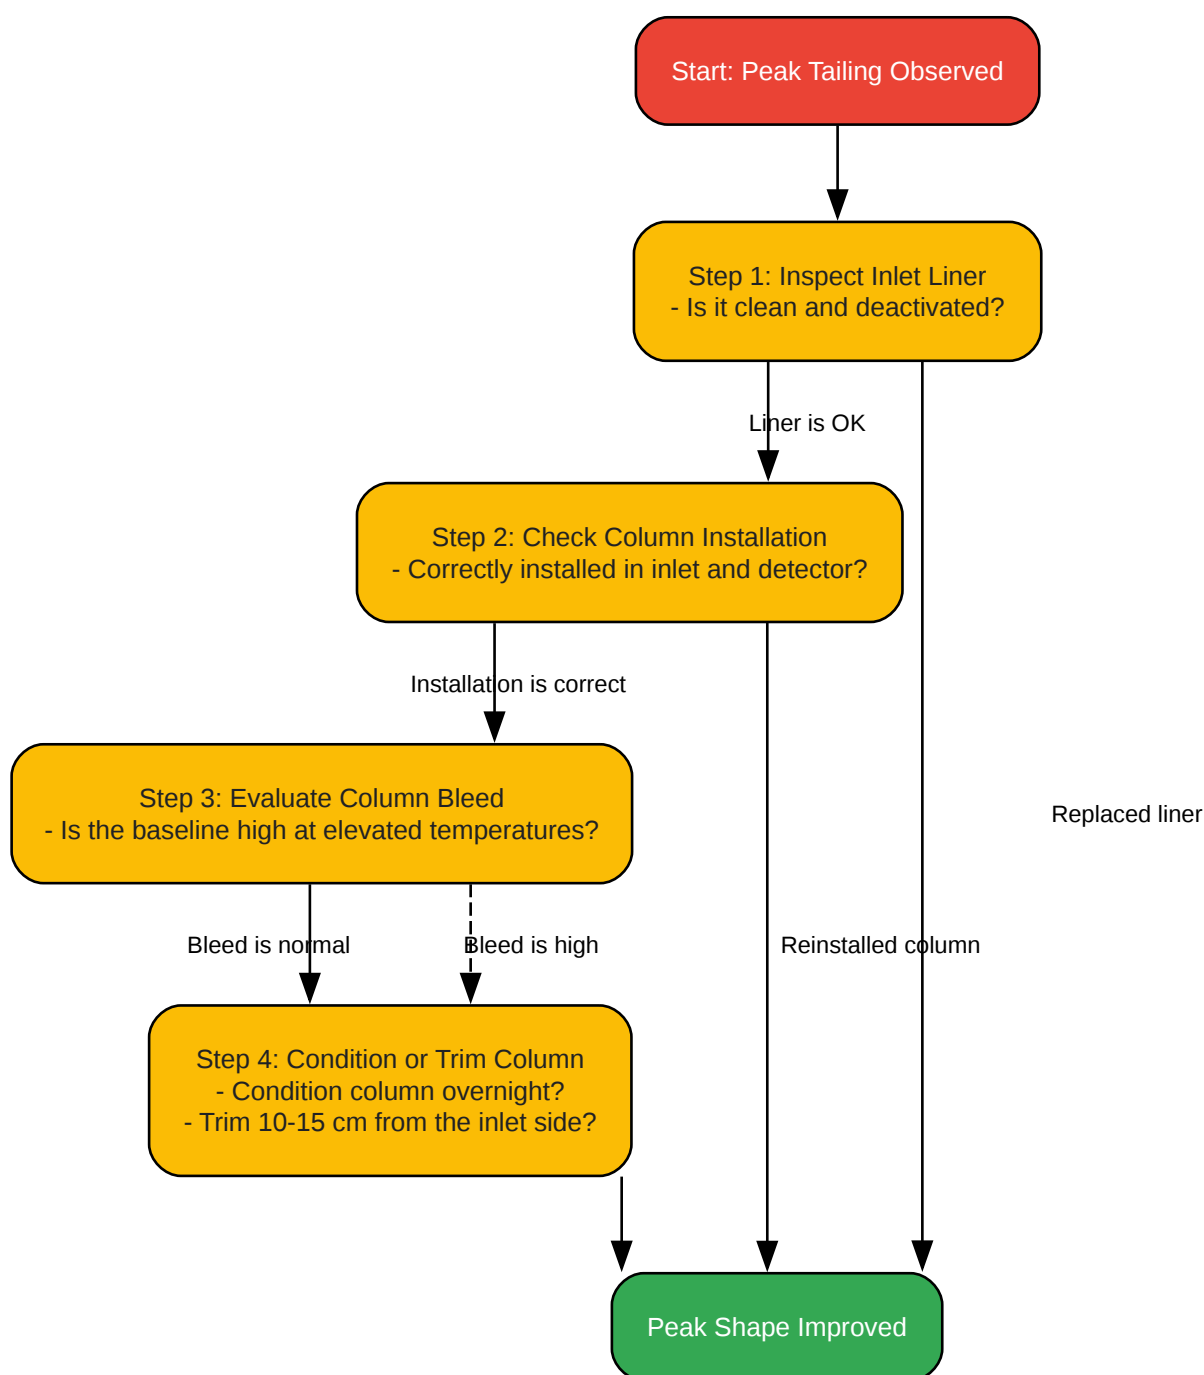 Start: Peak Tailing Observed
Step 1: Inspect Inlet Liner
- Is it clean and deactivated?
Liner is OK
Step 2: Check Column Installation
- Correctly installed in inlet and detector?
Installation is correct
Step 3: Evaluate Column Bleed
- Is the baseline high at elevated temperatures?
Replaced liner
Bleed is normal
Bleed is high
Reinstalled column
Step 4: Condition or Trim Column
- Condition column overnight?
- Trim 10-15 cm from the inlet side?
Peak Shape Improved